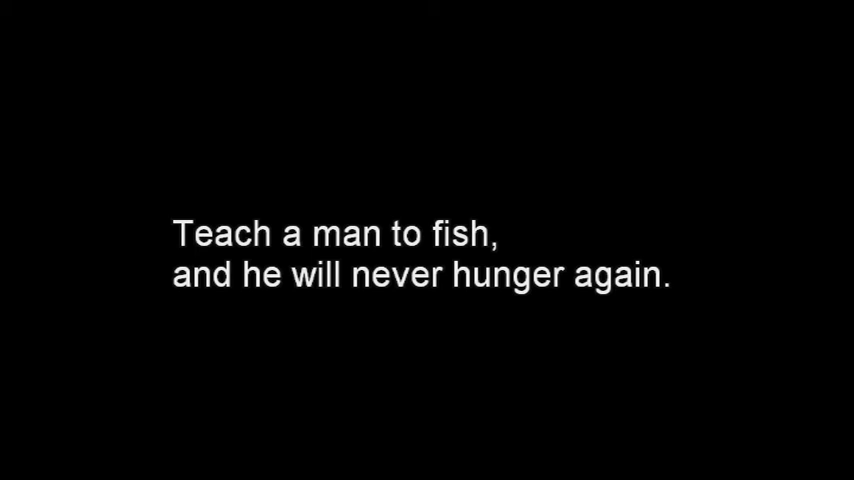 Teach a man to fish,
and he will never hunger again.